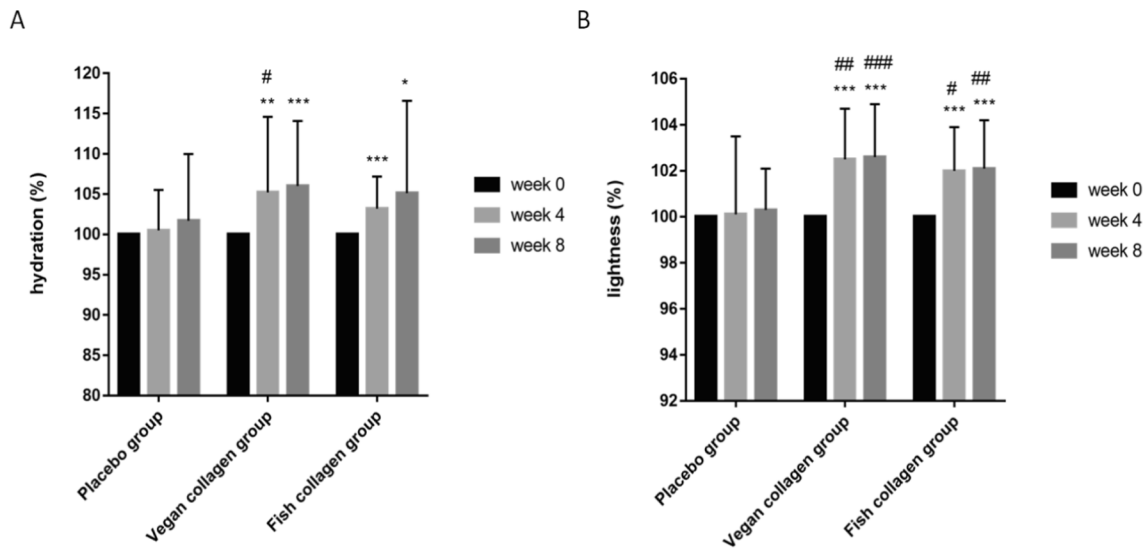 A
hydration (%)
120
115
110
105
100
95
90
85
80
#
** ***
***
*
Placebo group
Vegan collagen group
Fish collagen group
week 0
week 4
week 8
B
lightness (%)
106
104
102
100
98
96
94
92
## ###
*** ***
# ##
*** ***
Placebo group
Vegan collagen group
Fish collagen group
week 0
week 4
week 8